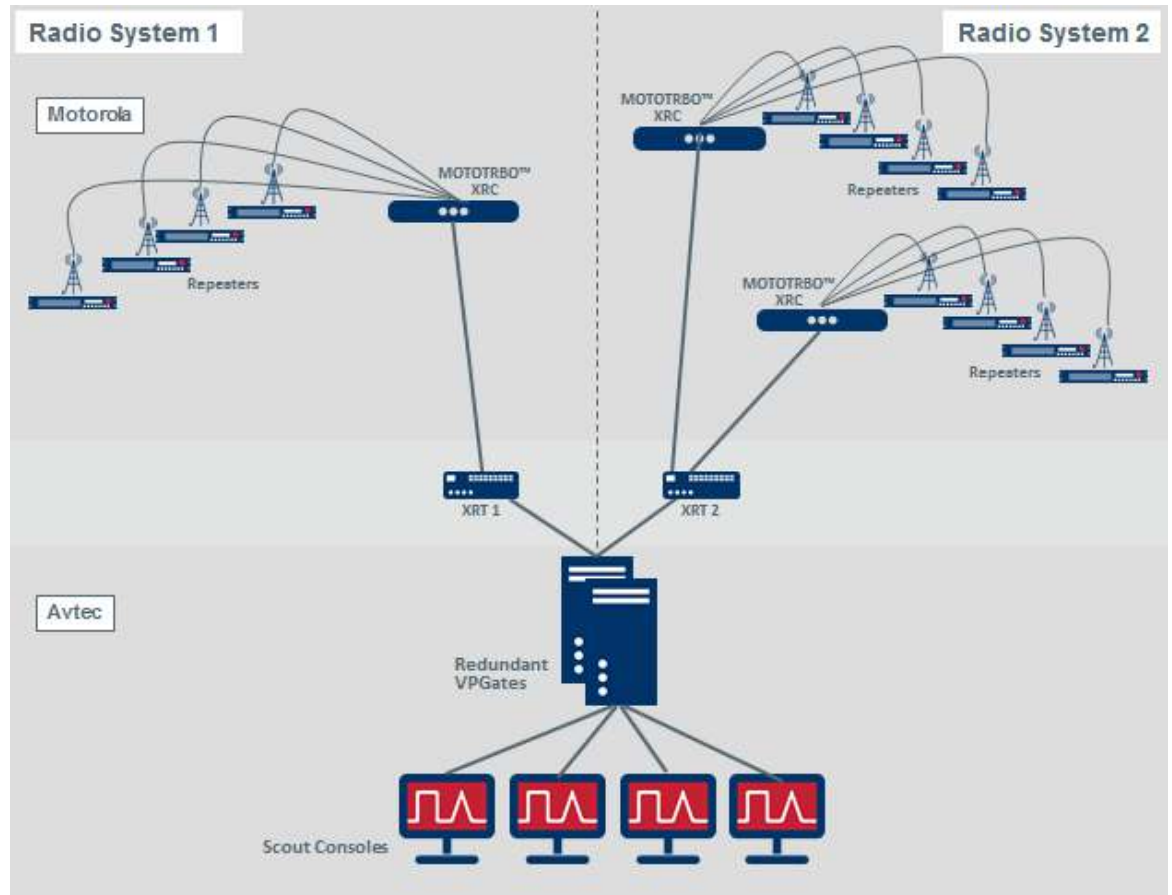 Radio System 1
Radio System 2
Motorola
MOTOTRBO™
XRC
Repeaters
MOTOTRBO™
XRC
Repeaters
MOTOTRBO™
XRC
Repeaters
XRT 1
XRT 2
Avtec
Redundant
VPGates
Scout Consoles